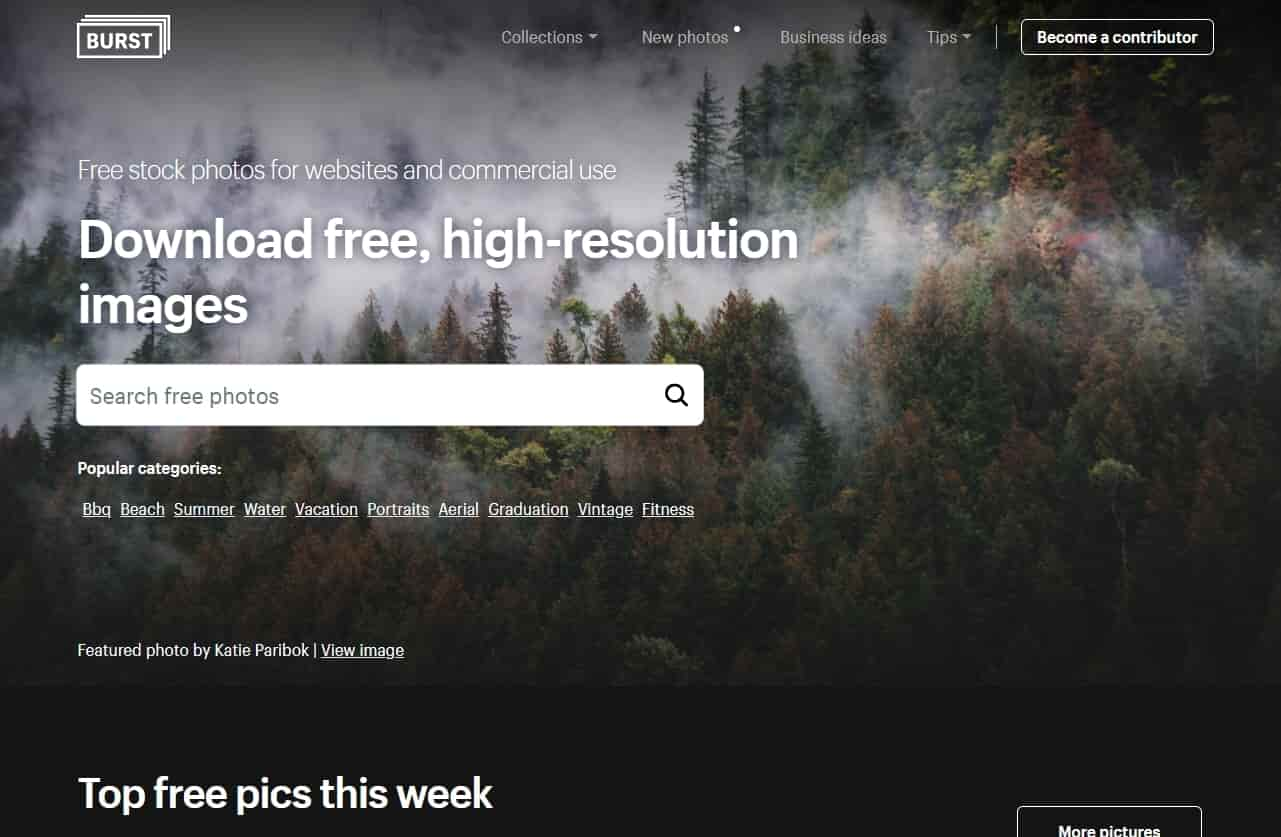 BURST
Collections New photos Business ideas Tips Become a contributor
Free stock photos for websites and commercial use
Download free, high-resolution
images
Search free photos
Popular categories:
Bbq Beach Summer Water Vacation Portraits Aerial Graduation Vintage Fitness
Featured photo by Katie Paribok | View image
Top free pics this week
More pictures